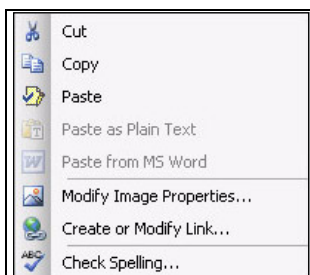 Cut
Copy
Paste
Paste as Plain Text
Paste from MS Word
Modify Image Properties...
Create or Modify Link...
ABC
Check Spelling...